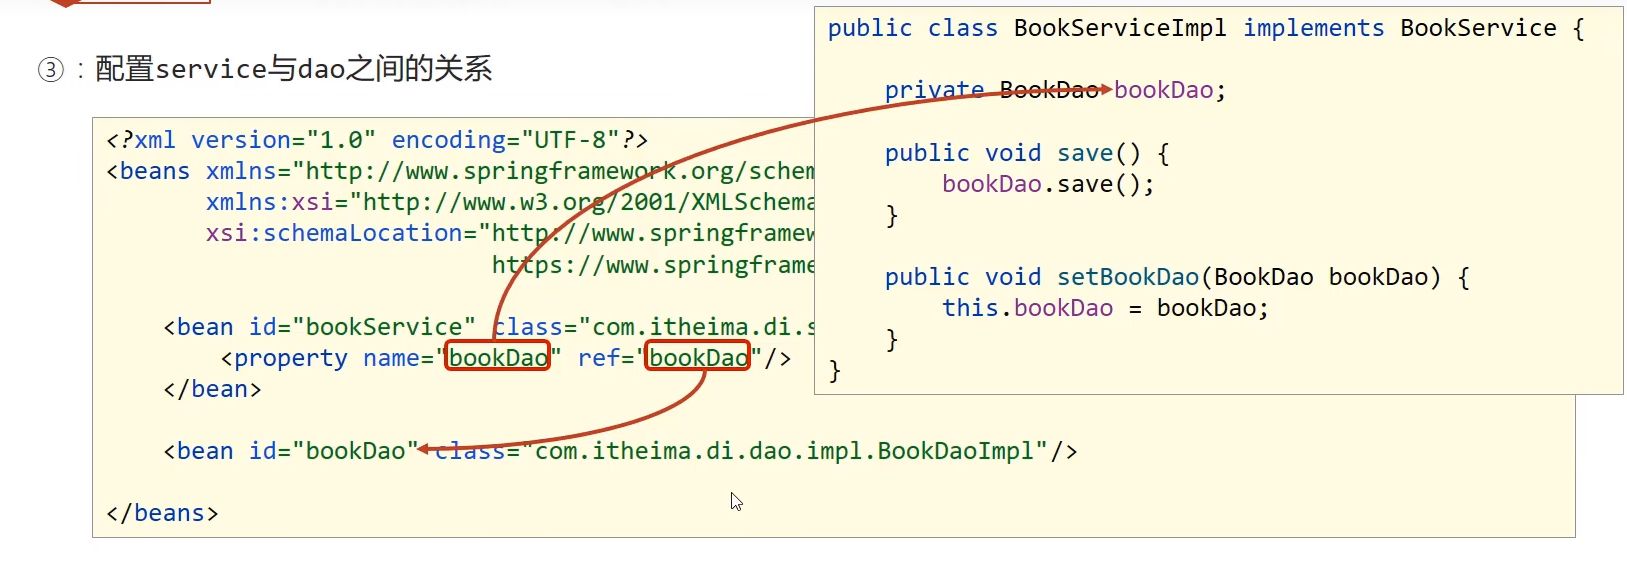 ③：配置service与dao之间的关系
<?xml version="1.0" encoding="UTF-8"?>
<beans xmlns="http://www.springframework.org/schem
xmlns:xsi="http://www.w3.org/2001/XMLSchema
xsi:schemaLocation="http://www.springframew
https://www.springframe
<bean id="bookService" class="com.itheima.di.s
<property name="bookDao" ref="bookDao"/>
</bean>
<bean id="bookDao" class="com.itheima.di.dao.impl.BookDaoImpl"/>
</beans>
public class BookServiceImpl implements BookService {
private BookDao bookDao;
public void save() {
bookDao.save();
}
public void setBookDao(BookDao bookDao) {
this.bookDao = bookDao;
}
}